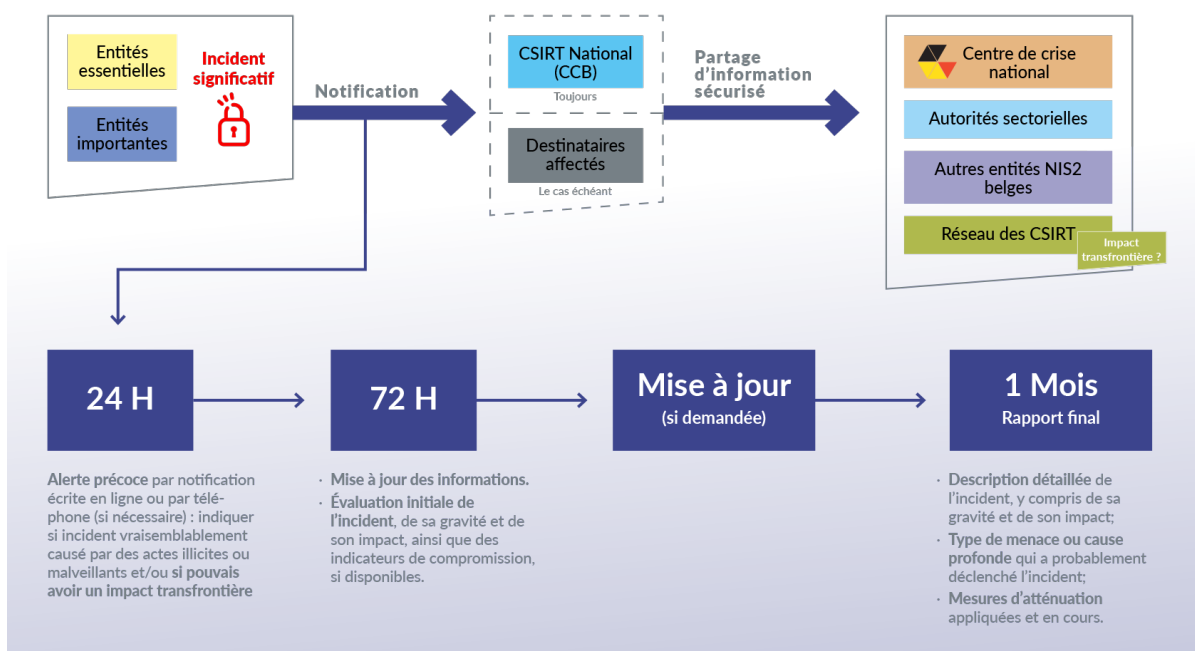 Entités
essentielles
Incident
significatif
Entités
importantes
Notification
CSIRT National
(CCB)
Toujours
Destinataires
affectés
Le cas échéant
Partage
d'information
sécurisé
Centre de crise
national
Autorités sectorielles
Autres entités NIS2
belges
Réseau des CSIRT
Impact
transfrontière ?
24 H
72 H
Mise à jour
(si demandée)
1 Mois
Rapport final
Alerte précoce par notification
écrite en ligne ou par télé-
phone (si nécessaire) : indiquer
si incident vraisemblablement
causé par des actes illicites ou
malveillants et/ou si pouvais
avoir un impact transfrontière
· Mise à jour des informations.
· Évaluation initiale de
l'incident, de sa gravité et de
son impact, ainsi que des
indicateurs de compromission,
si disponibles.
· Description détaillée de
l'incident, y compris de sa
gravité et de son impact;
· Type de menace ou cause
profonde qui a probablement
déclenché l'incident;
· Mesures d'atténuation
appliquées et en cours.